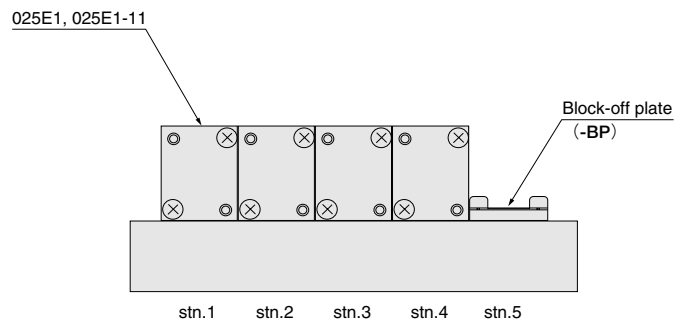 025E1, 025E1-11
Block-off plate
(-BP)
stn.1 stn.2 stn.3 stn.4 stn.5